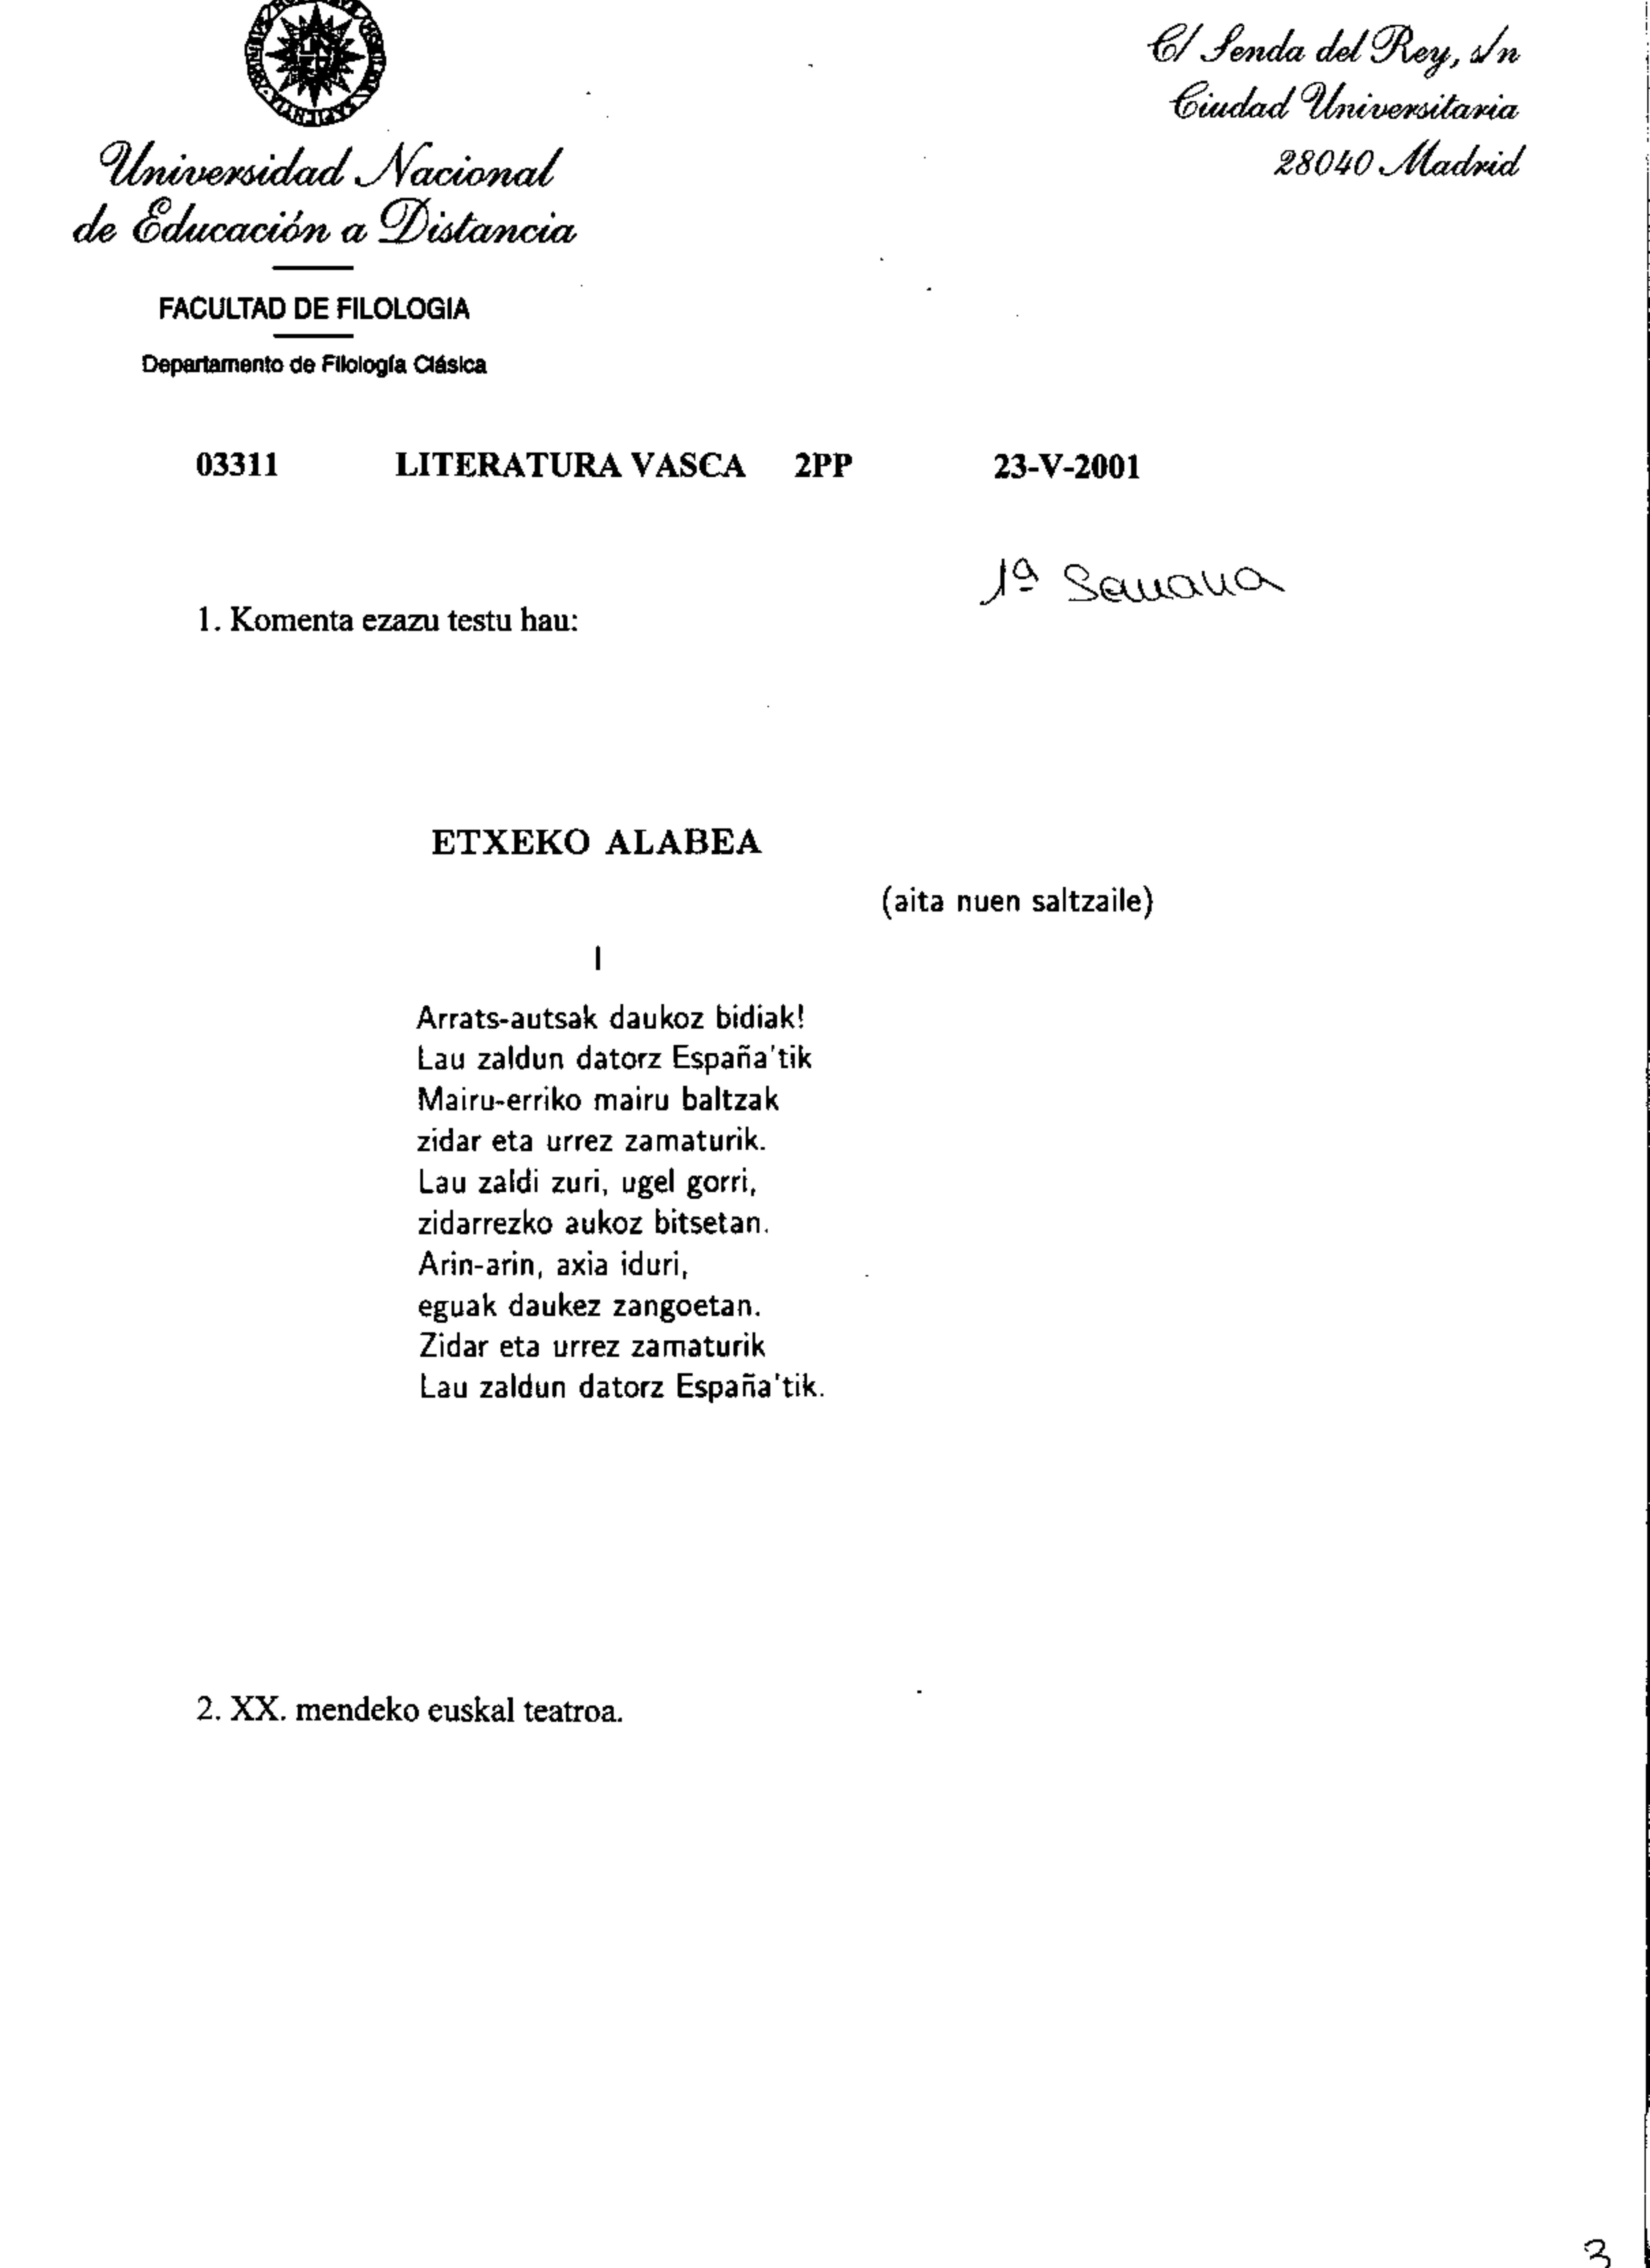 C/ Senda del Rey, s/n
Ciudad Universitaria
28040 Madrid
Universidad Nacional
de Educación a Distancia
FACULTAD DE FILOLOGIA
Departamento de Filología Clásica
03311 LITERATURA VASCA 2PP 23-V-2001
1ª Semana
1. Komenta ezazu testu hau:
ETXEKO ALABEA
(aita nuen saltzaile)
I
Arrats-autsak daukoz bidiak!
Lau zaldun datorz España'tik
Mairu-erriko mairu baltzak
zidar eta urrez zamaturik.
Lau zaldi zuri, ugel gorri,
zidarrezko aukoz bitsetan.
Arin-arin, axia iduri,
eguak daukez zangoetan.
Zidar eta urrez zamaturik
Lau zaldun datorz España'tik.
2. XX. mendeko euskal teatroa.
3